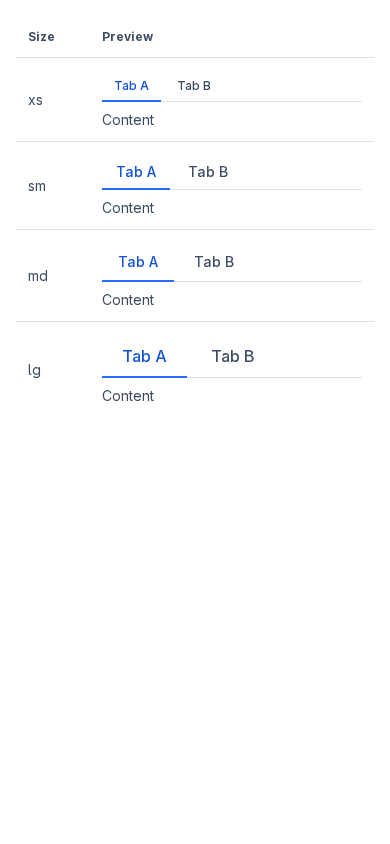 Size Preview
Tab A Tab B
xs
Content
Tab A Tab B
sm
Content
Tab A Tab B
md
Content
Tab A Tab B
lg
Content